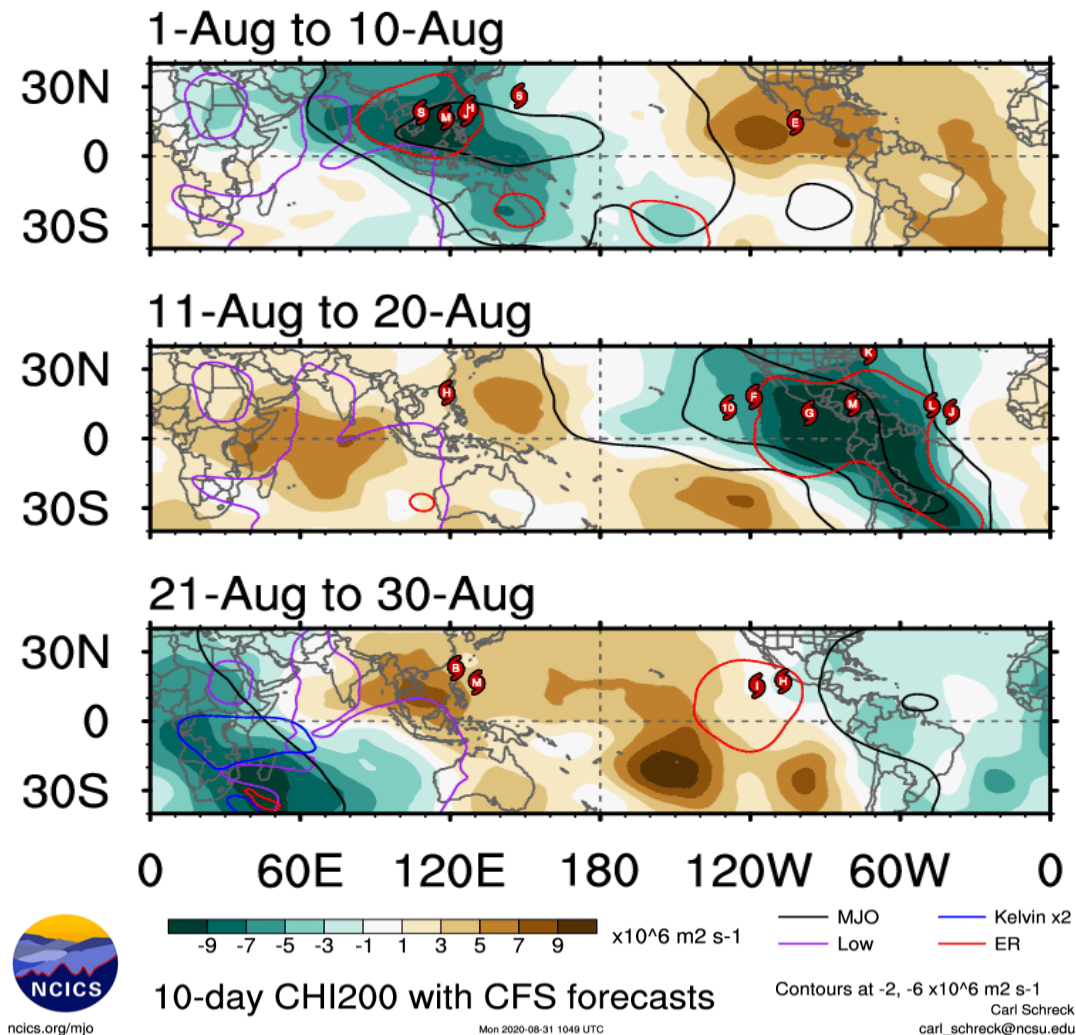 1-Aug to 10-Aug
30N
0
30S
S
M
H
J
6
E
11-Aug to 20-Aug
30N
0
30S
H
10
F
G
M
K
L
J
21-Aug to 30-Aug
30N
0
30S
B
M
I
H
0 60E 120E 180 120W 60W 0
-9 -7 -5 -3 -1 1 3 5 7 9 x10^6 m2 s-1
MJO Kelvin x2
Low ER
NCICS
10-day CHI200 with CFS forecasts
Contours at -2, -6 x10^6 m2 s-1
Carl Schreck
ncics.org/mjo Mon 2020-08-31 1049 UTC carl_schreck@ncsu.edu